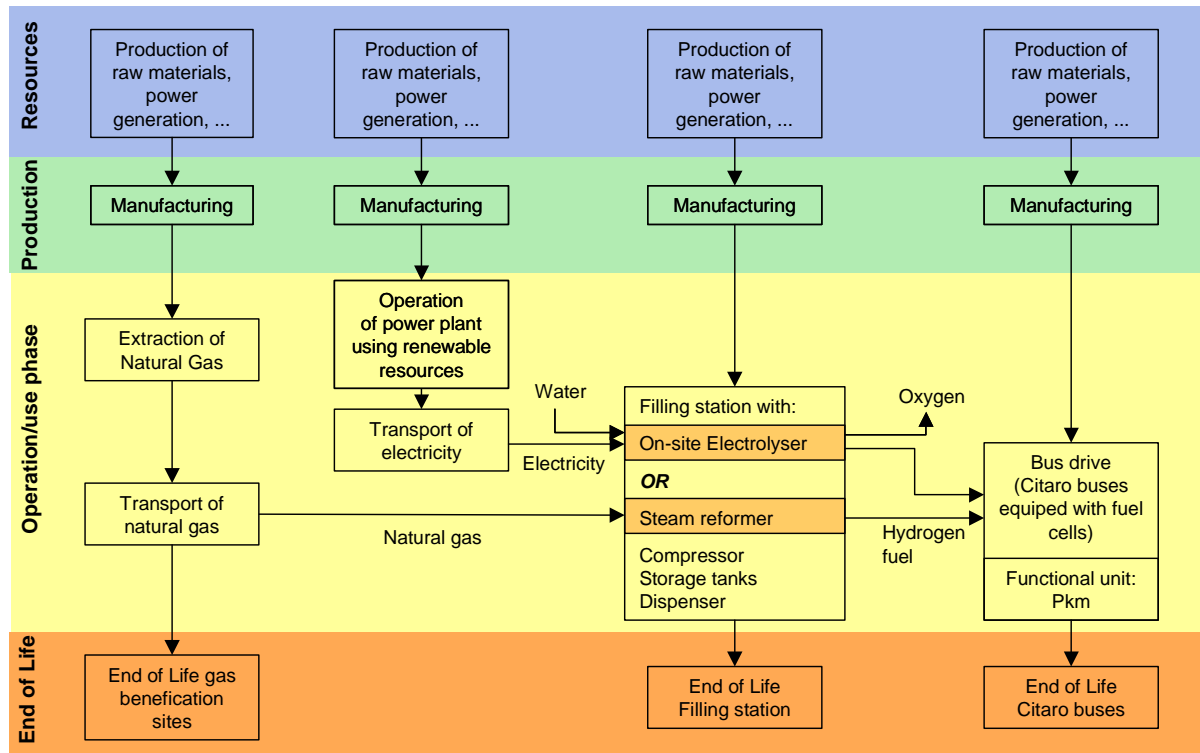 Resources
Production of
raw materials,
power
generation, ...
Production of
raw materials,
power
generation, ...
Production of
raw materials,
power
generation, ...
Production of
raw materials,
power
generation, ...
Production
Manufacturing
Manufacturing
Manufacturing
Manufacturing
Operation/use phase
Extraction of
Natural Gas
Transport of
natural gas
Operation
of power plant
using renewable
resources
Transport of
electricity
Water
Electricity
Natural gas
Filling station with:
On-site Electrolyser
OR
Steam reformer
Compressor
Storage tanks
Dispenser
Oxygen
Hydrogen
fuel
Bus drive
(Citaro buses
equiped with fuel
cells)
Functional unit:
Pkm
End of Life
End of Life gas
benefication
sites
End of Life
Filling station
End of Life
Citaro buses